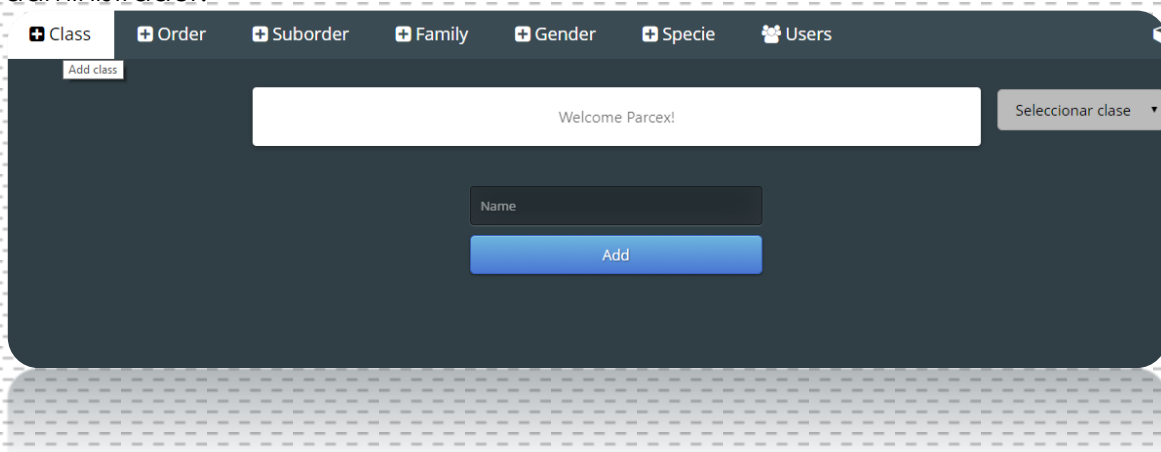 Class Order Suborder Family Gender Specie Users
Add class
Welcome Parcex! Seleccionar clase
Name
Add